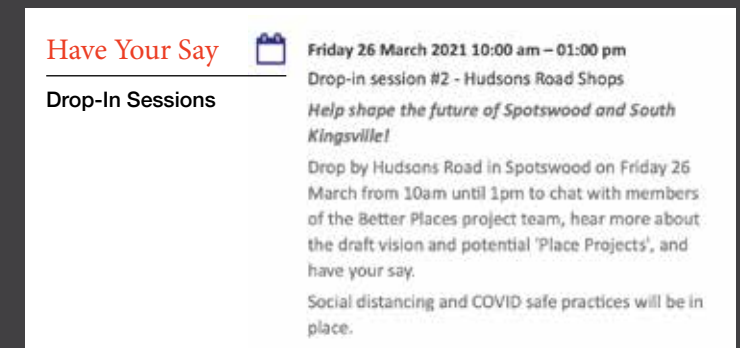 Have Your Say
Drop-In Sessions
Friday 26 March 2021 10:00 am – 01:00 pm
Drop-in session #2 - Hudsons Road Shops
Help shape the future of Spotswood and South
Kingsville!
Drop by Hudsons Road in Spotswood on Friday 26
March from 10am until 1pm to chat with members
of the Better Places project team, hear more about
the draft vision and potential 'Place Projects', and
have your say.
Social distancing and COVID safe practices will be in
place.